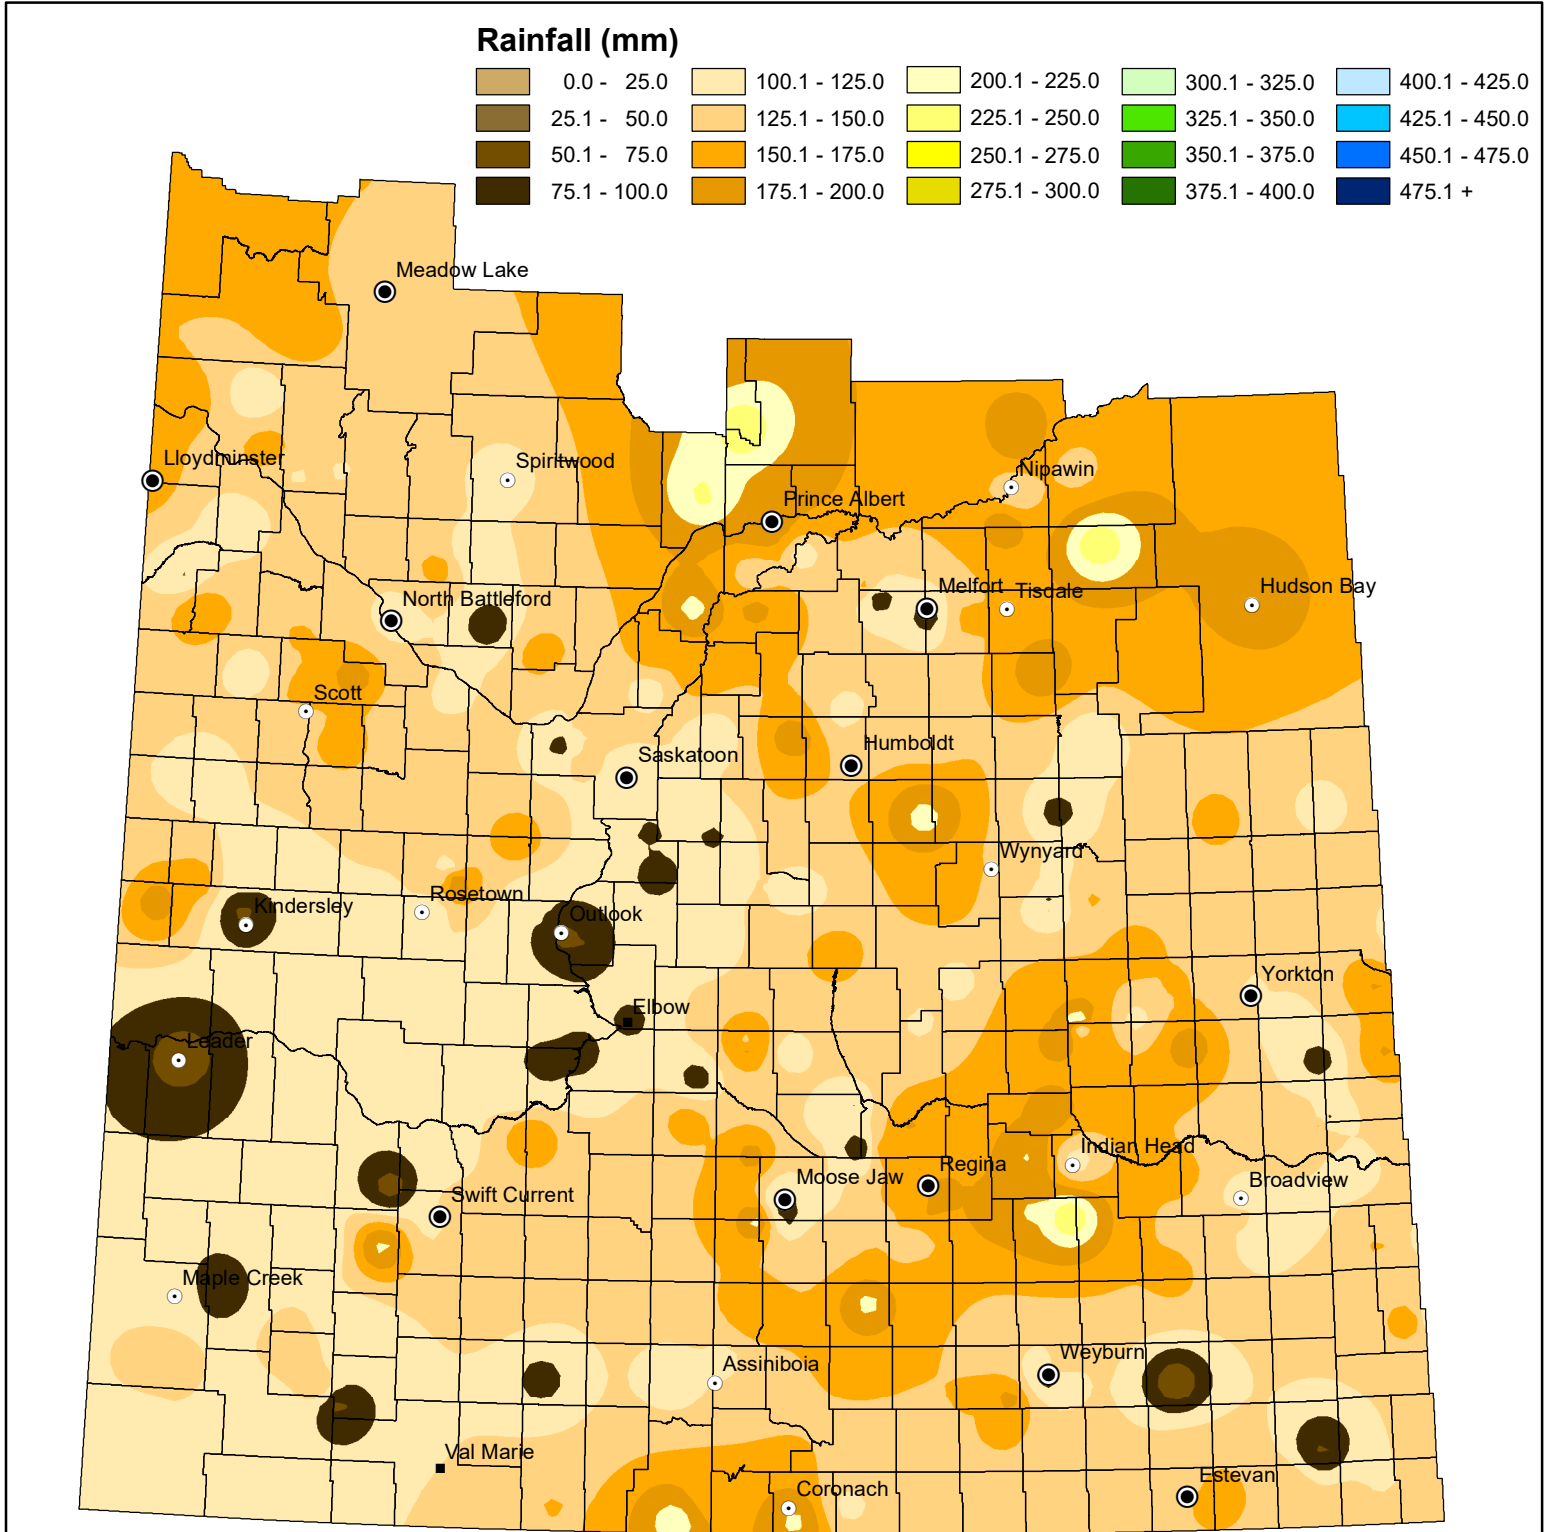 Rainfall (mm)
0.0 - 25.0 100.1 - 125.0 200.1 - 225.0 300.1 - 325.0 400.1 - 425.0
25.1 - 50.0 125.1 - 150.0 225.1 - 250.0 325.1 - 350.0 425.1 - 450.0
50.1 - 75.0 150.1 - 175.0 250.1 - 275.0 350.1 - 375.0 450.1 - 475.0
75.1 - 100.0 175.1 - 200.0 275.1 - 300.0 375.1 - 400.0 475.1 +
Meadow Lake
Lloydminster
Spiritwood
Nipawin
Prince Albert
Hudson Bay
Melfort
Tisdale
North Battleford
Scott
Humboldt
Saskatoon
Wynyard
Rosetown
Kindersley
Outlook
Yorkton
Elbow
Leader
Indian Head
Regina
Moose Jaw
Broadview
Swift Current
Maple Creek
Weyburn
Assiniboia
Val Marie
Estevan
Coronach